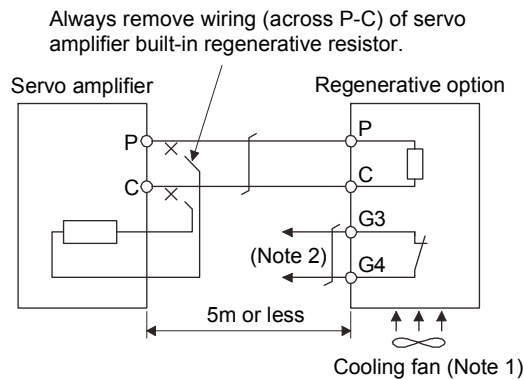 Always remove wiring (across P-C) of servo
amplifier built-in regenerative resistor.
Servo amplifier
Regenerative option
P
P
C
C
G3
(Note 2)
G4
5m or less
Cooling fan (Note 1)